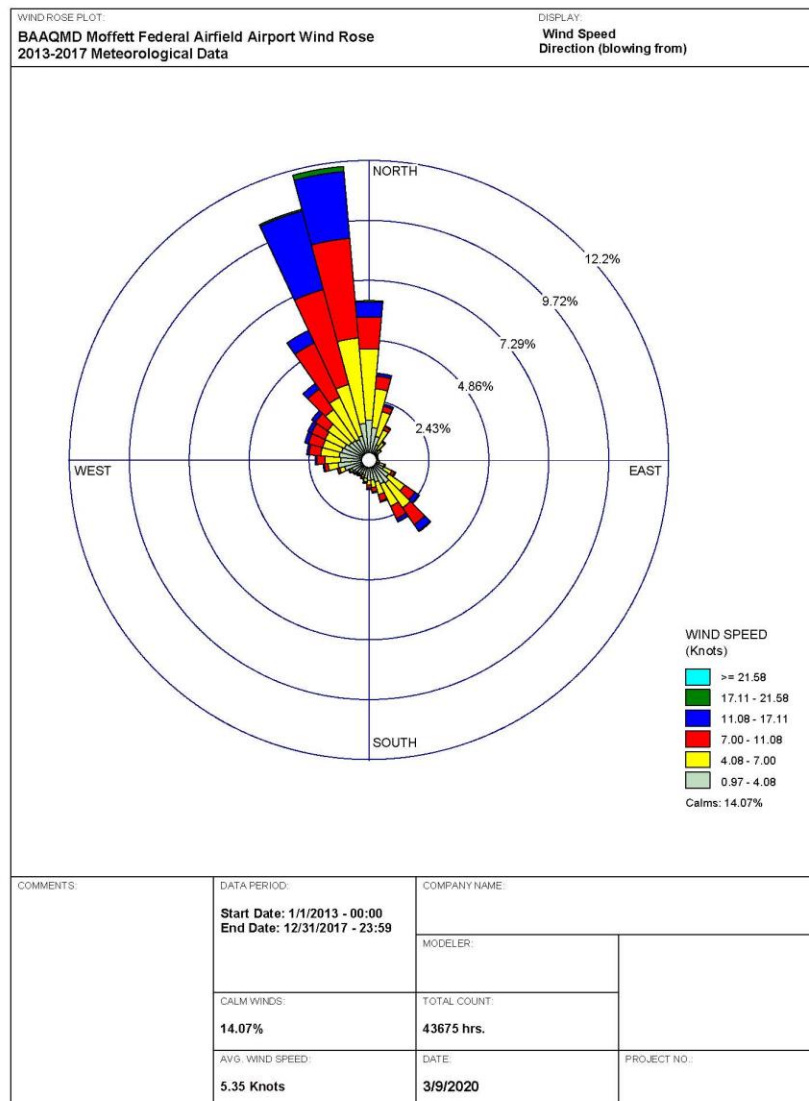 WIND ROSE PLOT:
BAAQMD Moffett Federal Airfield Airport Wind Rose
2013-2017 Meteorological Data
DISPLAY:
Wind Speed
Direction (blowing from)
NORTH
12.2%
9.72%
7.29%
4.86%
2.43%
WEST
EAST
SOUTH
WIND SPEED
(Knots)
>= 21.58
17.11 - 21.58
11.08 - 17.11
7.00 - 11.08
4.08 - 7.00
0.97 - 4.08
Calms: 14.07%
COMMENTS:
DATA PERIOD:
Start Date: 1/1/2013 - 00:00
End Date: 12/31/2017 - 23:59
COMPANY NAME:
MODELER:
CALM WINDS:
14.07%
TOTAL COUNT:
43675 hrs.
AVG. WIND SPEED:
5.35 Knots
DATE:
3/9/2020
PROJECT NO.: